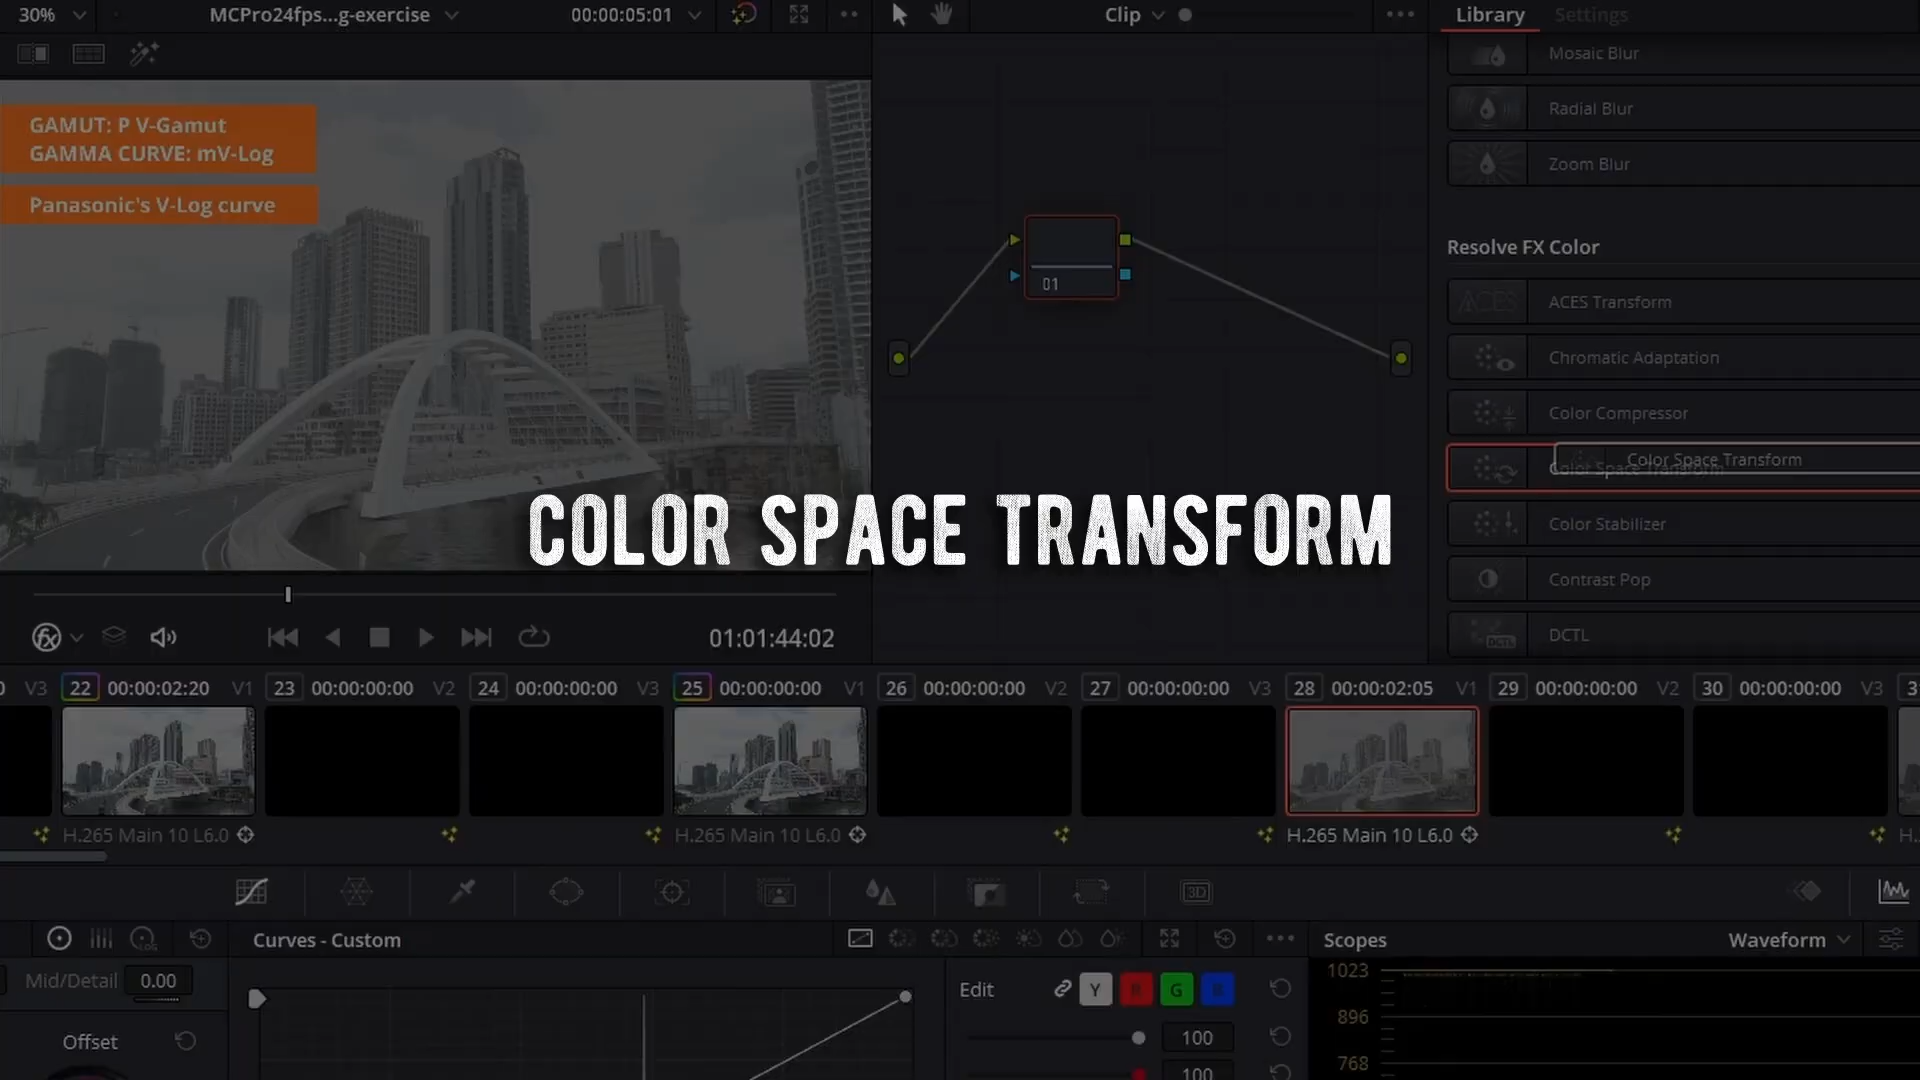 30%
MCPro24fps...g-exercise
00:00:05:01
Clip
Library
Settings
GAMUT: P V-Gamut
GAMMA CURVE: mV-Log
Panasonic's V-Log curve
01
Mosaic Blur
Radial Blur
Zoom Blur
Resolve FX Color
ACES
ACES Transform
Chromatic Adaptation
Color Compressor
Color Space Transform
Color Space Transform
Color Stabilizer
Contrast Pop
DCTL
DCTL
COLOR SPACE TRANSFORM
01:01:44:02
V3
22 00:00:02:20 V1
23 00:00:00:00 V2
24 00:00:00:00 V3
25 00:00:00:00 V1
26 00:00:00:00 V2
27 00:00:00:00 V3
28 00:00:02:05 V1
29 00:00:00:00 V2
30 00:00:00:00 V3
H.265 Main 10 L6.0
H.265 Main 10 L6.0
H.265 Main 10 L6.0
H.
3D
LOG
Curves - Custom
Scopes
Waveform
Mid/Detail 0.00
Offset
Edit
Y
R
G
B
100
100
1023
896
768